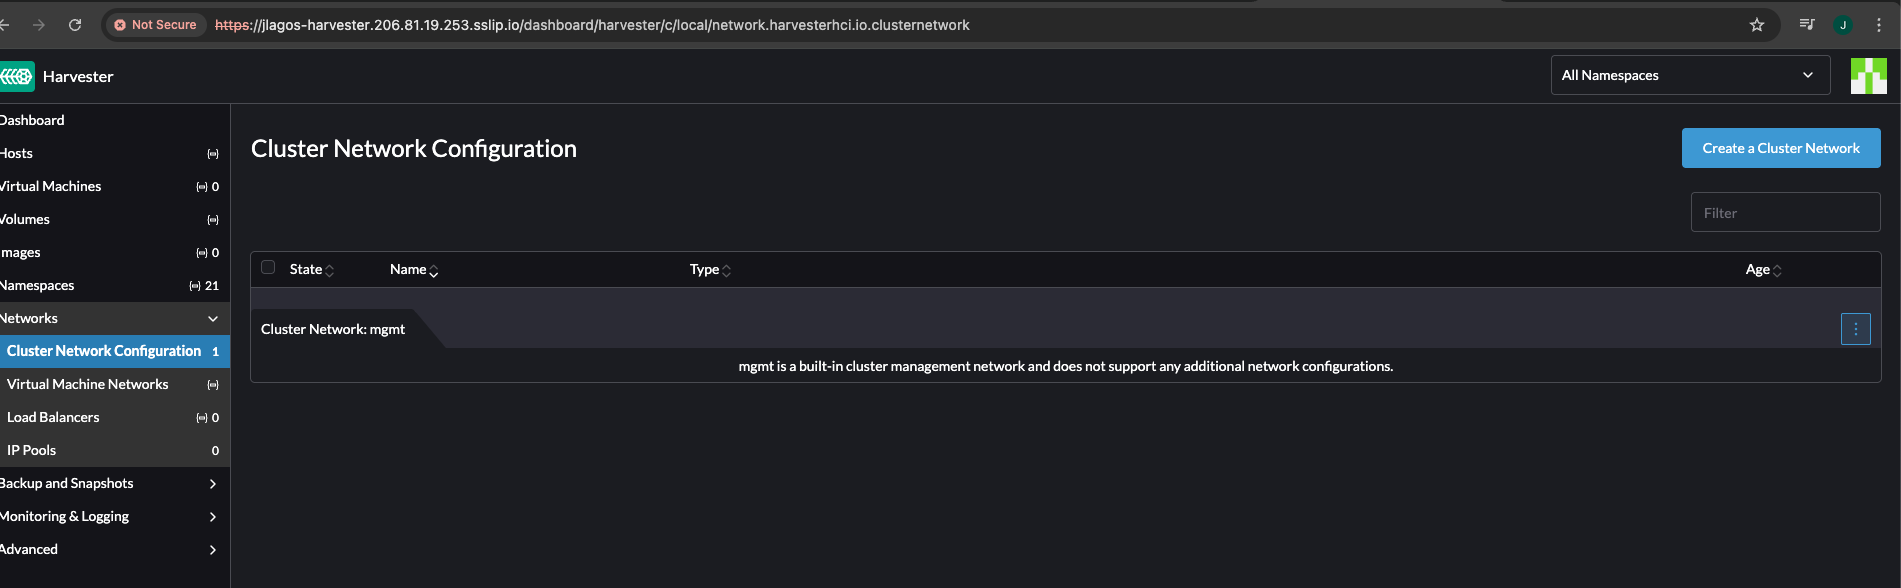 Not Secure https://jlagos-harvester.206.81.19.253.sslip.io/dashboard/harvester/c/local/network.harvesterhci.io.clusternetwork J
Harvester All Namespaces
Dashboard
Hosts
Virtual Machines 0
Volumes
Images 0
Namespaces 21
Networks
Cluster Network Configuration 1
Virtual Machine Networks
Load Balancers 0
IP Pools 0
Backup and Snapshots
Monitoring & Logging
Advanced
Cluster Network Configuration Create a Cluster Network
Filter
State Name Type Age
Cluster Network: mgmt
mgmt is a built-in cluster management network and does not support any additional network configurations.